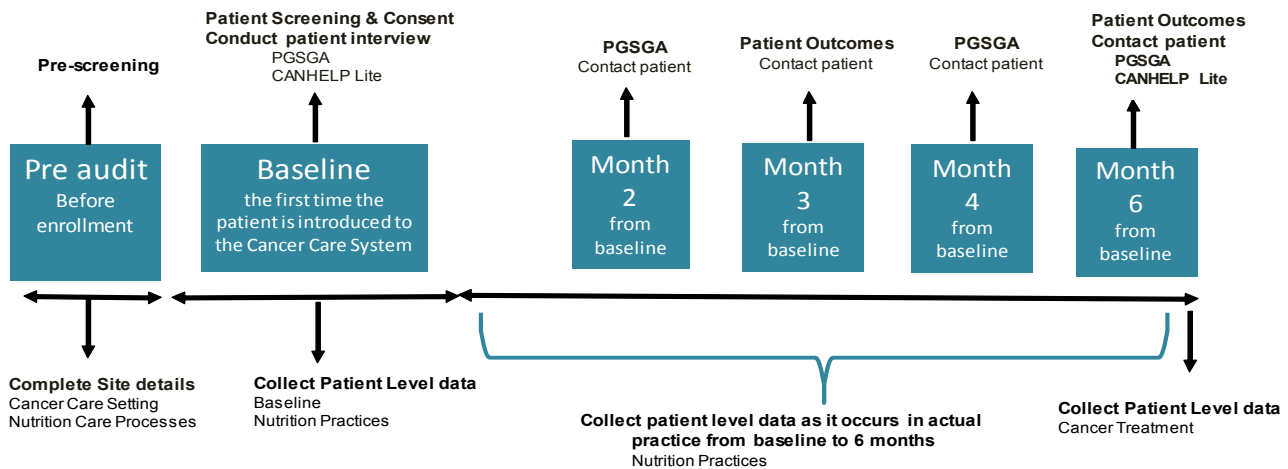 Pre-screening
Patient Screening & Consent
Conduct patient interview
PGSGA
CANHELP Lite
PGSGA
Contact patient
Patient Outcomes
Contact patient
PGSGA
Contact patient
Patient Outcomes
Contact patient
PGSGA
CANHELP Lite
Pre audit
Before
enrollment
Baseline
the first time the
patient is introduced to
the Cancer Care System
Month
2
from
baseline
Month
3
from
baseline
Month
4
from
baseline
Month
6
from
baseline
Complete Site details
Cancer Care Setting
Nutrition Care Processes
Collect Patient Level data
Baseline
Nutrition Practices
Collect patient level data as it occurs in actual
practice from baseline to 6 months
Nutrition Practices
Collect Patient Level data
Cancer Treatment